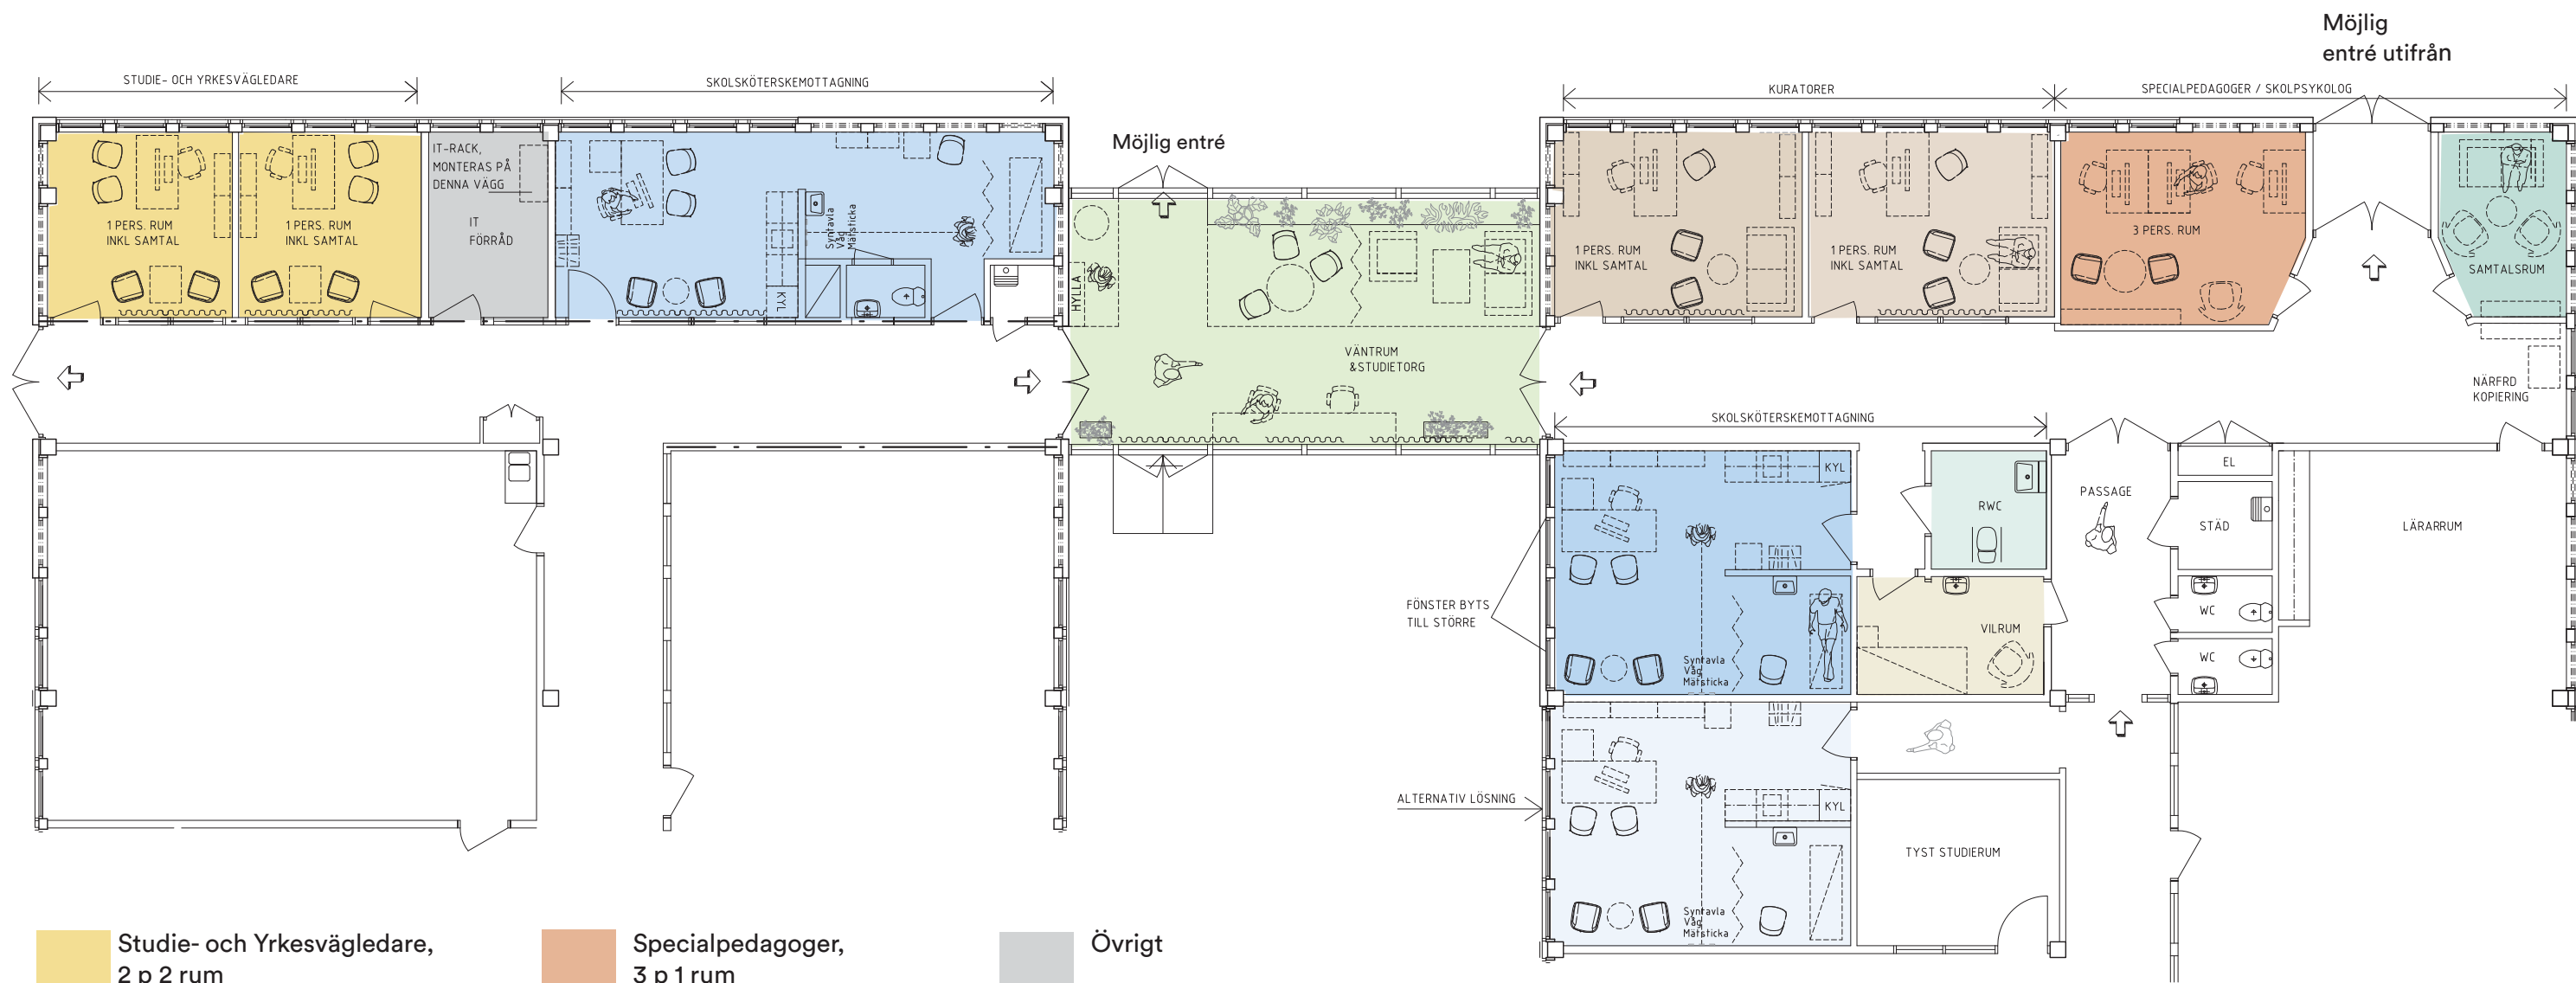 Möjlig
entré utifrån
STUDIE- OCH YRKESVÄGLEDARE
SKOLSKÖTERSKEMOTTAGNING
KURATORER
SPECIALPEDAGOGER / SKOLPSYKOLOG
Möjlig entré
IT-RACK,
MONTERAS PÅ
DENNA VÄGG
IT
FÖRRÅD
1 PERS. RUM
INKL SAMTAL
1 PERS. RUM
INKL SAMTAL
Syntavla
Våg
Mätsticka
KYL
HYLLA
1 PERS. RUM
INKL SAMTAL
1 PERS. RUM
INKL SAMTAL
3 PERS. RUM
SAMTALSRUM
VÄNTRUM
&STUDIETORG
NÄRFRD
KOPIERING
SKOLSKÖTERSKEMOTTAGNING
KYL
RWC
PASSAGE
EL
STÄD
LÄRARRUM
WC
WC
FÖNSTER BYTS
TILL STÖRRE
VILRUM
Syntavla
Våg
Mätsticka
ALTERNATIV LÖSNING
KYL
TYST STUDIERUM
Syntavla
Våg
Mätsticka
Studie- och Yrkesvägledare,
2 p 2 rum
Specialpedagoger,
3 p 1 rum
Övrigt